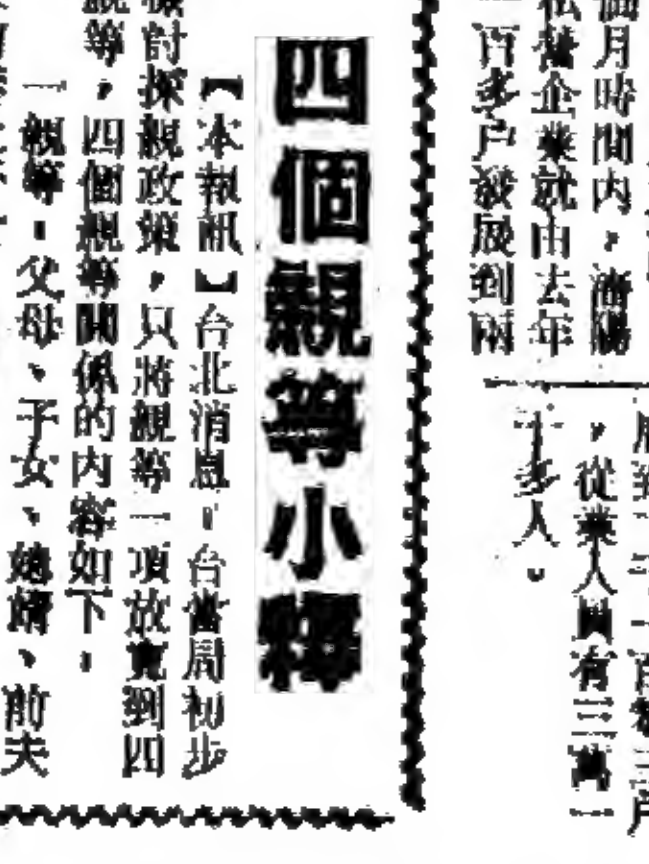 個月時間內，瀋陽
私營企業就由去年
百多戶發展到兩
，從業人員有三萬一
十多人。
四個親等小釋
【本報訊】台北消息：台當局初步
檢討探親政策，只將親等一項放寬到四
親等，四個親等關係的內容如下：
一親等：父母、子女、媳婿、前夫